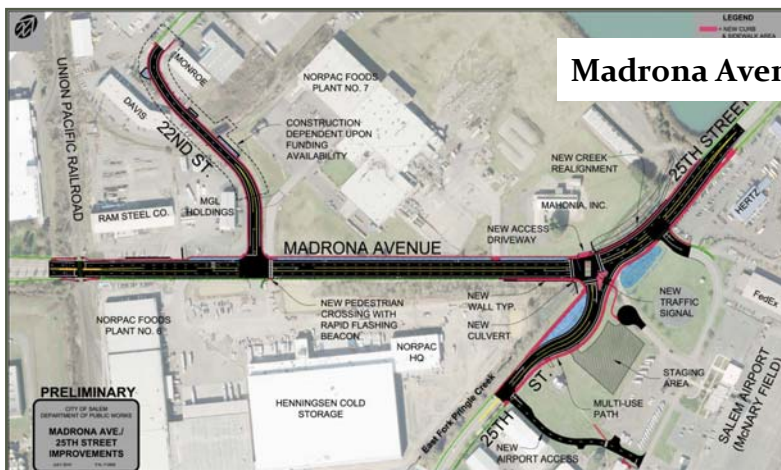 LEGEND
= NEW CURB
& SIDEWALK AREA
Madrona Aven
MONROE
NORPAC FOODS
PLANT NO. 7
UNION PACIFIC RAILROAD
DAVIS
22ND ST.
CONSTRUCTION
DEPENDENT UPON
FUNDING
AVAILABILITY
25TH STREET
NEW CREEK
REALIGNMENT
HERTZ
RAM STEEL CO.
MGL
HOLDINGS
MAHONIA, INC.
NEW ACCESS
DRIVEWAY
MADRONA AVENUE
FedEx
NORPAC FOODS
PLANT NO. 6
NEW PEDESTRIAN
CROSSING WITH
RAPID FLASHING
BEACON
NEW
WALL TYP.
NEW
CULVERT
NEW
TRAFFIC
SIGNAL
NORPAC
HQ
STAGING
AREA
HENNINGSEN COLD
STORAGE
East Fork Pringle Creek
25TH ST.
MULTI-USE
PATH
SALEM AIRPORT
(McNARY FIELD)
NEW
AIRPORT ACCESS
PRELIMINARY
CITY OF SALEM
DEPARTMENT OF PUBLIC WORKS
MADRONA AVE./
25TH STREET
IMPROVEMENTS